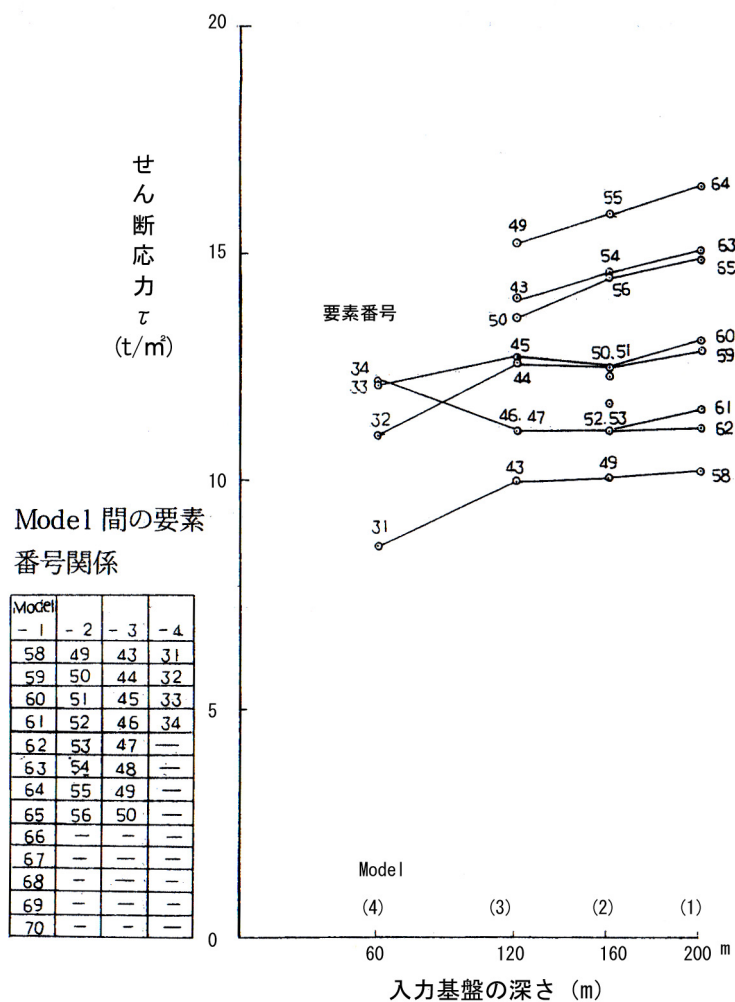 20
せん断応力τ
(t/㎡)
15
10
5
0
要素番号
64
55
49
63
54
65
43
56
50
60
45
50.51
59
44
34
33
32
46.47
52.53
61
62
43
49
58
31
Model 間の要素
番号関係
Model
-1 -2 -3 -4
58 49 43 31
59 50 44 32
60 51 45 33
61 52 46 34
62 53 47 —
63 54 48 —
64 55 49 —
65 56 50 —
66 — — —
67 — — —
68 — — —
69 — — —
70 — — —
Model
(4) (3) (2) (1)
60 120 160 200 m
入力基盤の深さ (m)